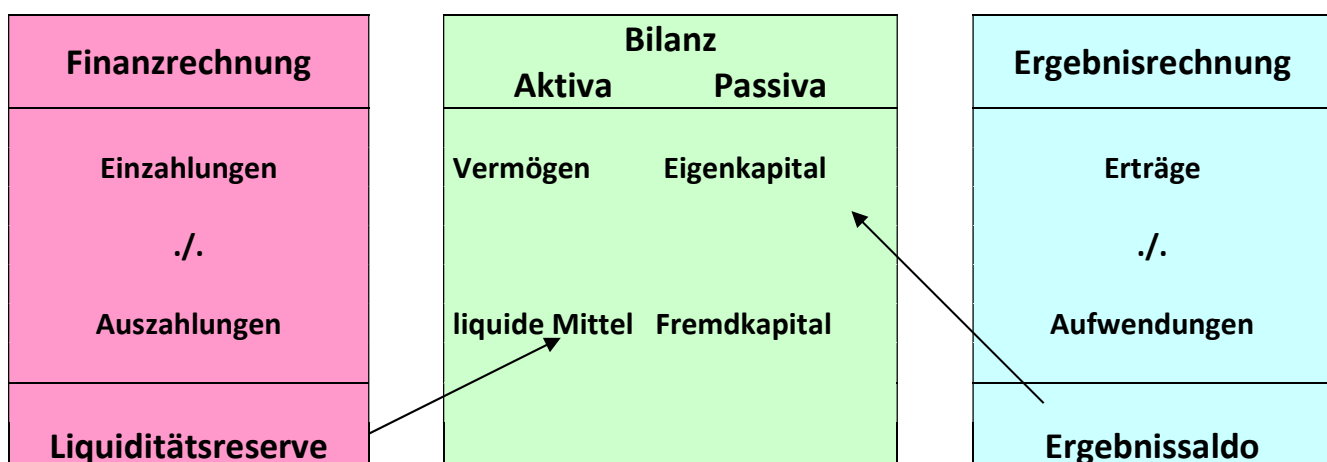 Finanzrechnung
Einzahlungen
./.
Auszahlungen
Liquiditätsreserve
Bilanz
Aktiva Passiva
Vermögen Eigenkapital
liquide Mittel Fremdkapital
Ergebnisrechnung
Erträge
./.
Aufwendungen
Ergebnissaldo